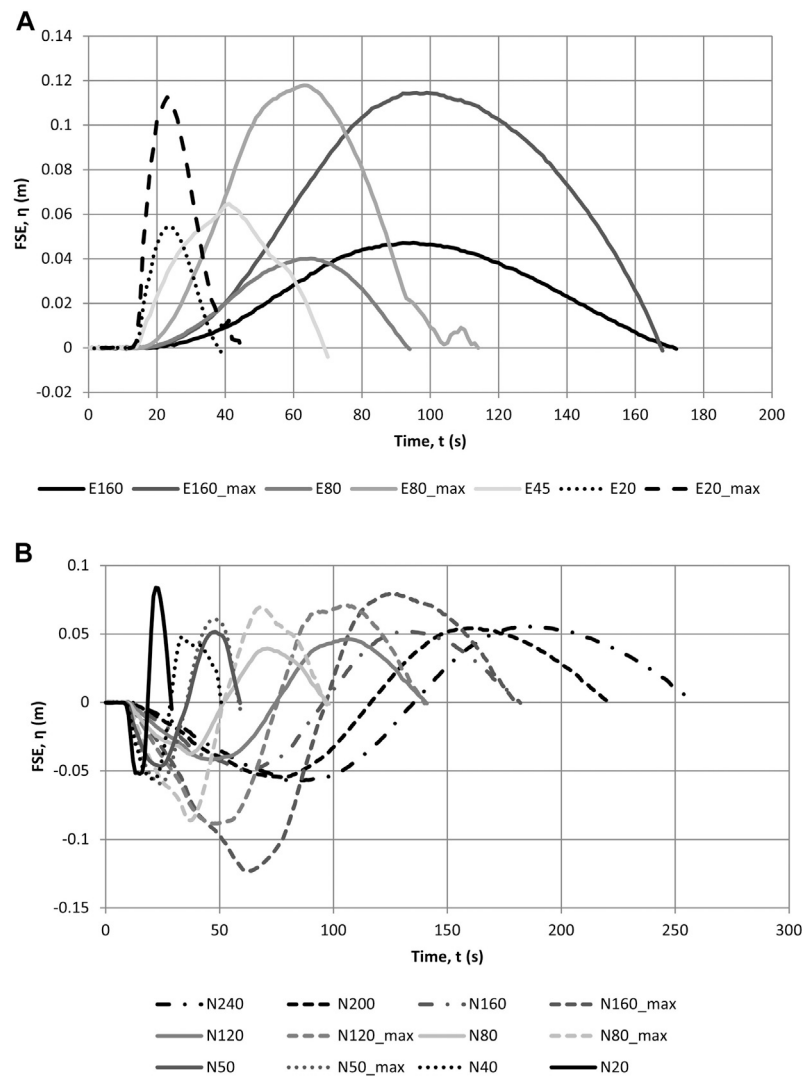 A
0.14
0.12
0.1
0.08
0.06
0.04
0.02
0
-0.02
FSE, η (m)
0 20 40 60 80 100 120 140 160 180 200
Time, t (s)
E160 E160_max E80 E80_max E45 E20 E20_max
B
0.1
0.05
0
-0.05
-0.1
-0.15
FSE, η (m)
0 50 100 150 200 250 300
Time, t (s)
N240 N200 N160 N160_max
N120 N120_max N80 N80_max
N50 N50_max N40 N20